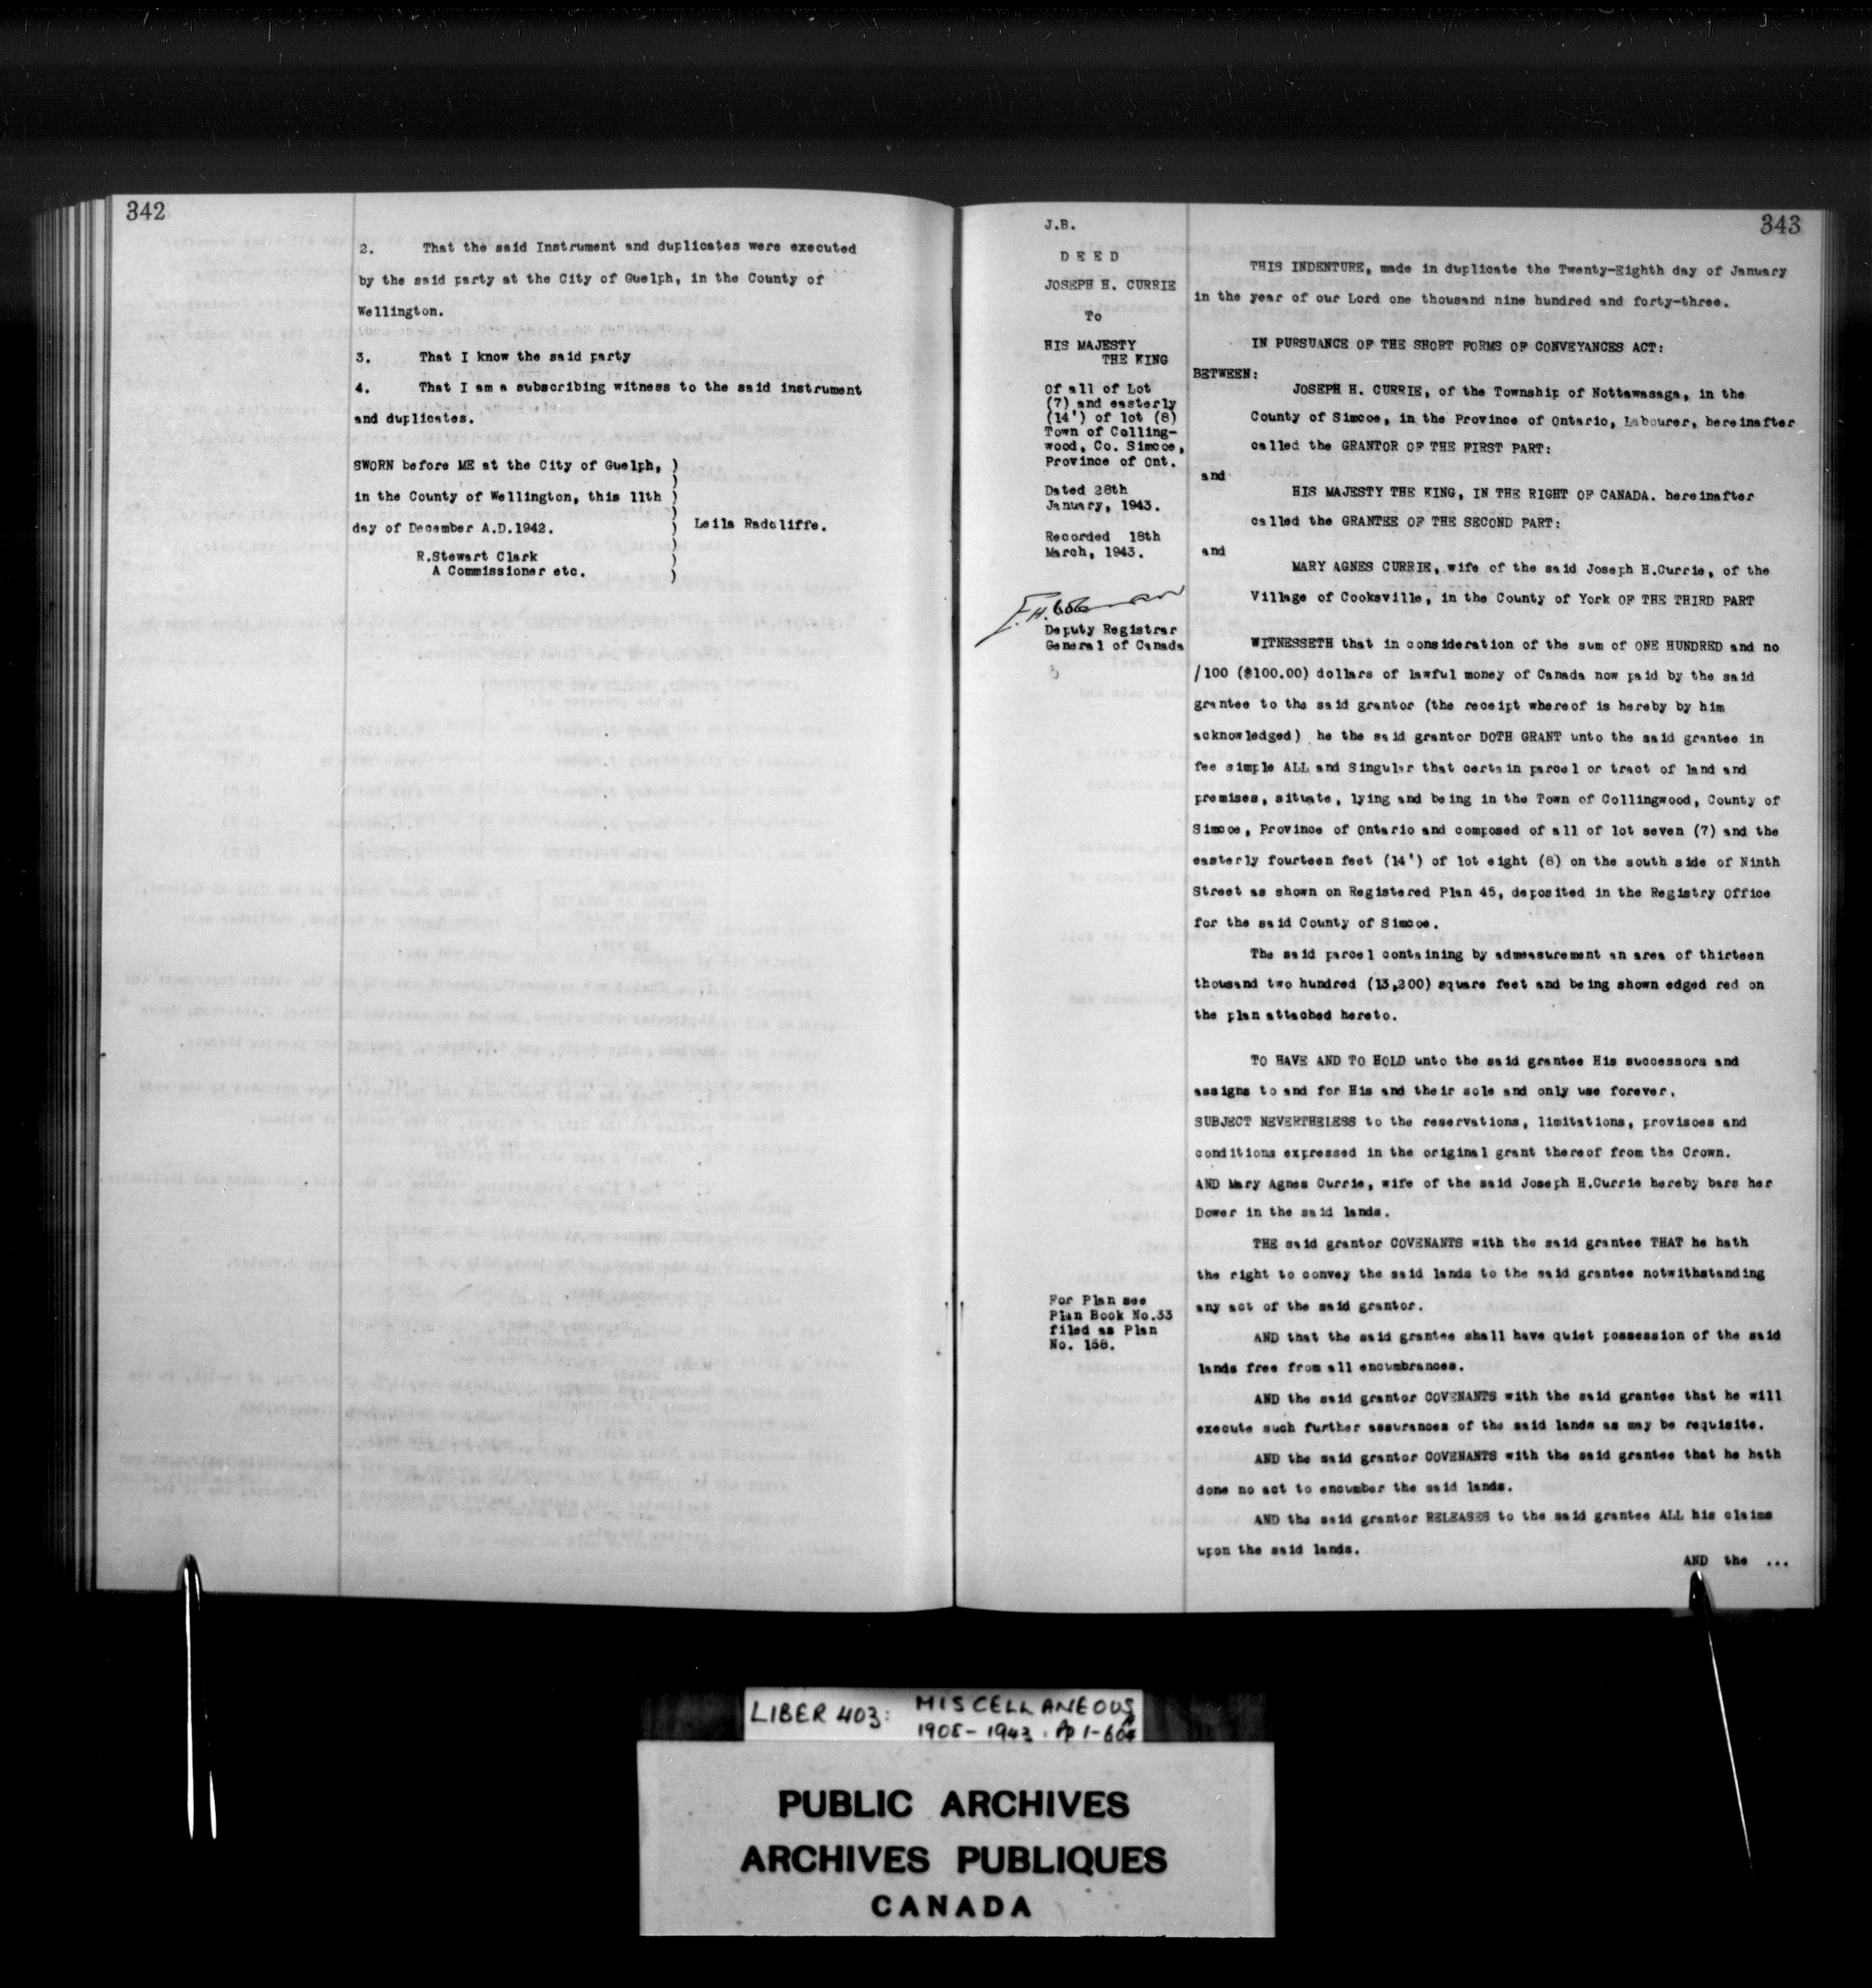 342
2. That the said Instrument and duplicates were executed
by the said party at the City of Guelph, in the County of
Wellington.
3. That I know the said party
4. That I am a subscribing witness to the said instrument
and duplicates.
SWORN before ME at the City of Guelph, )
in the County of Wellington, this 11th )
day of December A.D.1942. ) Leila Radcliffe.
R.Stewart Clark )
A Commissioner etc. )
343
J.B.
DEED
JOSEPH H. CURRIE
To
HIS MAJESTY
THE KING
Of all of Lot
(7) and easterly
(14') of lot (8)
Town of Colling-
wood, Co. Simcoe,
Province of Ont.
Dated 28th
January, 1943.
Recorded 18th
March, 1943.
Deputy Registrar
General of Canada
For Plan see
Plan Book No.33
filed as Plan
No. 158.
THIS INDENTURE, made in duplicate the Twenty-Eighth day of January
in the year of our Lord one thousand nine hundred and forty-three.
IN PURSUANCE OF THE SHORT FORMS OF CONVEYANCES ACT:
BETWEEN:
JOSEPH H. CURRIE, of the Township of Nottawasaga, in the
County of Simcoe, in the Province of Ontario, Labourer, hereinafter
called the GRANTOR OF THE FIRST PART:
and
HIS MAJESTY THE KING, IN THE RIGHT OF CANADA. hereinafter
called the GRANTEE OF THE SECOND PART:
and
MARY AGNES CURRIE, wife of the said Joseph H.Currie, of the
Village of Cooksville, in the County of York OF THE THIRD PART
WITNESSETH that in consideration of the sum of ONE HUNDRED and no
/100 ($100.00) dollars of lawful money of Canada now paid by the said
grantee to the said grantor (the receipt whereof is hereby by him
acknowledged) he the said grantor DOTH GRANT unto the said grantee in
fee simple ALL and Singular that certain parcel or tract of land and
premises, situate, lying and being in the Town of Collingwood, County of
Simcoe, Province of Ontario and composed of all of lot seven (7) and the
easterly fourteen feet (14') of lot eight (8) on the south side of Ninth
Street as shown on Registered Plan 45, deposited in the Registry Office
for the said County of Simcoe.
The said parcel containing by admeasurement an area of thirteen
thousand two hundred (13,200) square feet and being shown edged red on
the plan attached hereto.
TO HAVE AND TO HOLD unto the said grantee His successors and
assigns to and for His and their sole and only use forever.
SUBJECT NEVERTHELESS to the reservations, limitations, provisoes and
conditions expressed in the original grant thereof from the Crown.
AND Mary Agnes Currie, wife of the said Joseph H.Currie hereby bars her
Dower in the said lands.
THE said grantor COVENANTS with the said grantee THAT he hath
the right to convey the said lands to the said grantee notwithstanding
any act of the said grantor.
AND that the said grantee shall have quiet possession of the said
lands free from all encumbrances.
AND the said grantor COVENANTS with the said grantee that he will
execute such further assurances of the said lands as may be requisite.
AND the said grantor COVENANTS with the said grantee that he hath
done no act to encumber the said lands.
AND the said grantor RELEASES to the said grantee ALL his claims
upon the said lands.
AND the ...
LIBER 403: MISCELLANEOUS
1905-1943. Pp 1-604
PUBLIC ARCHIVES
ARCHIVES PUBLIQUES
CANADA